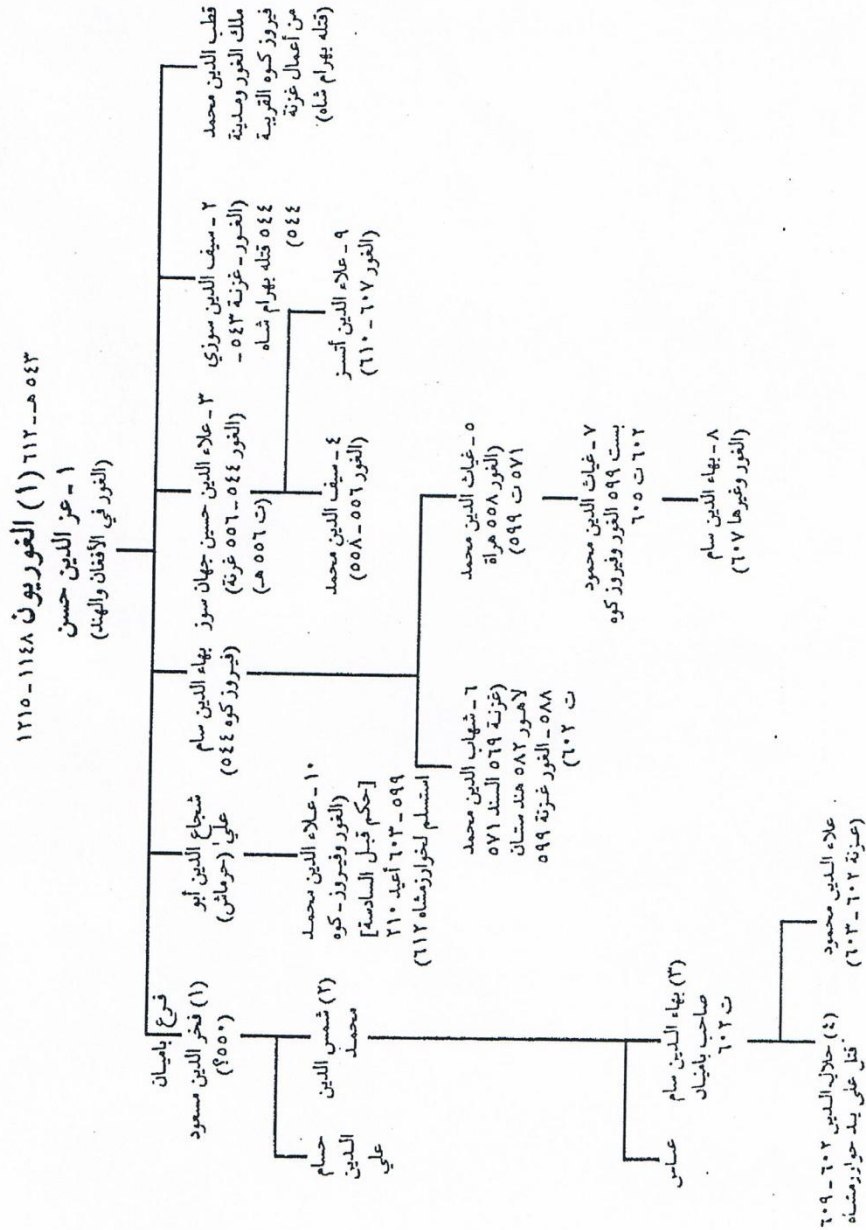 ٥٤٣ هـ - ٦١٢ (١) الغوريون ١١٤٨ - ١٢١٥
١ - عز الدين حسن
(الغور في الأفغان والهند)
قطب الدين محمد
ملك الغور ومدينة
فيروز كوه القريبة
من أعمال غزنة
(قتله بهرام شاه)
٢ - سيف الدين سوزي
(الغور - غزنة ٥٤٣ -
٥٤٤ قتله بهرام شاه
٥٤٤)
٣ - علاء الدين حسين جهان سوز
(الغور ٥٤٤ - ٥٥٦ غزنة)
(ت ٥٥٦ هـ)
بهاء الدين سام
(فيروز كوه ٥٤٤)
شجاع الدين أبو
علي (حرماش)
فرع باميان
(١) فخر الدين مسعود
(٥٥٠؟)
٩ - علاء الدين أتسز
(الغور ٦٠٧ - ٦١٠)
٤ - سيف الدين محمد
(الغور ٥٥٦ - ٥٥٨)
٥ - غياث الدين محمد
(الغور ٥٥٨ هراة
٥٧١ ت ٥٩٩)
٦ - شهاب الدين محمد
(غزنة ٥٦٩ السند ٥٧١
لاهور ٥٨٢ هندستان
٥٨٨ - الغور غزنة ٥٩٩
ت ٦٠٢)
١٠ - علاء الدين محمد
(الغور وفيروز - كوه
[حكم قبل السادسة]
٥٩٩ - ٦٠٣ أعيد ٢١٠
استسلم لخوارزمشاه ٦١٢)
(٢) شمس الدين
محمد
حسام
الدين
علي
٧ - غياث الدين محمود
بست ٥٩٩ الغور وفيروز كوه
٦٠٢ ت ٦٠٥
٨ - بهاء الدين سام
(الغور وغيرها ٦٠٧)
(٣) بهاء الدين سام
صاحب باميان
ت ٦٠٢
عباس
علاء الدين محمود
(غزنة ٦٠٢ - ٦٠٣)
(٤) جلال الدين ٦٠٢ - ٦٠٩
قتل على يد خوارزمشاه